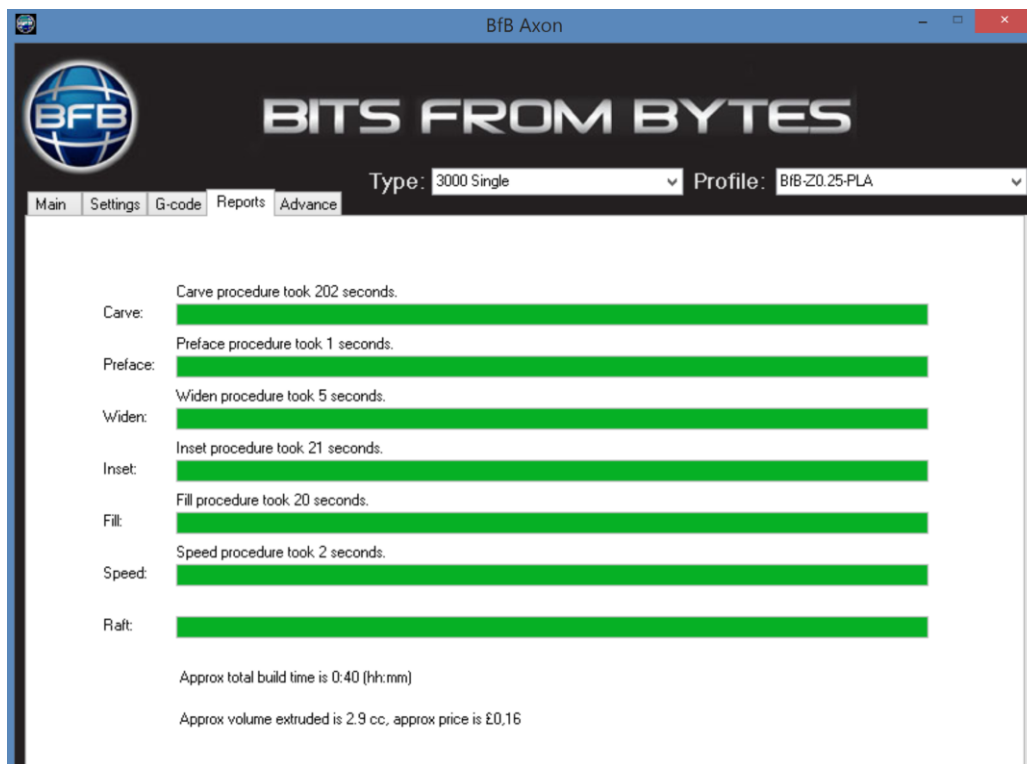 BfB Axon
BFB
BITS FROM BYTES
Type: 3000 Single Profile: BfB-Z0.25-PLA
Main Settings G-code Reports Advance
Carve procedure took 202 seconds.
Carve:
Preface procedure took 1 seconds.
Preface:
Widen procedure took 5 seconds.
Widen:
Inset procedure took 21 seconds.
Inset:
Fill procedure took 20 seconds.
Fill:
Speed procedure took 2 seconds.
Speed:
Raft:
Approx total build time is 0:40 (hh:mm)
Approx volume extruded is 2.9 cc, approx price is £0,16